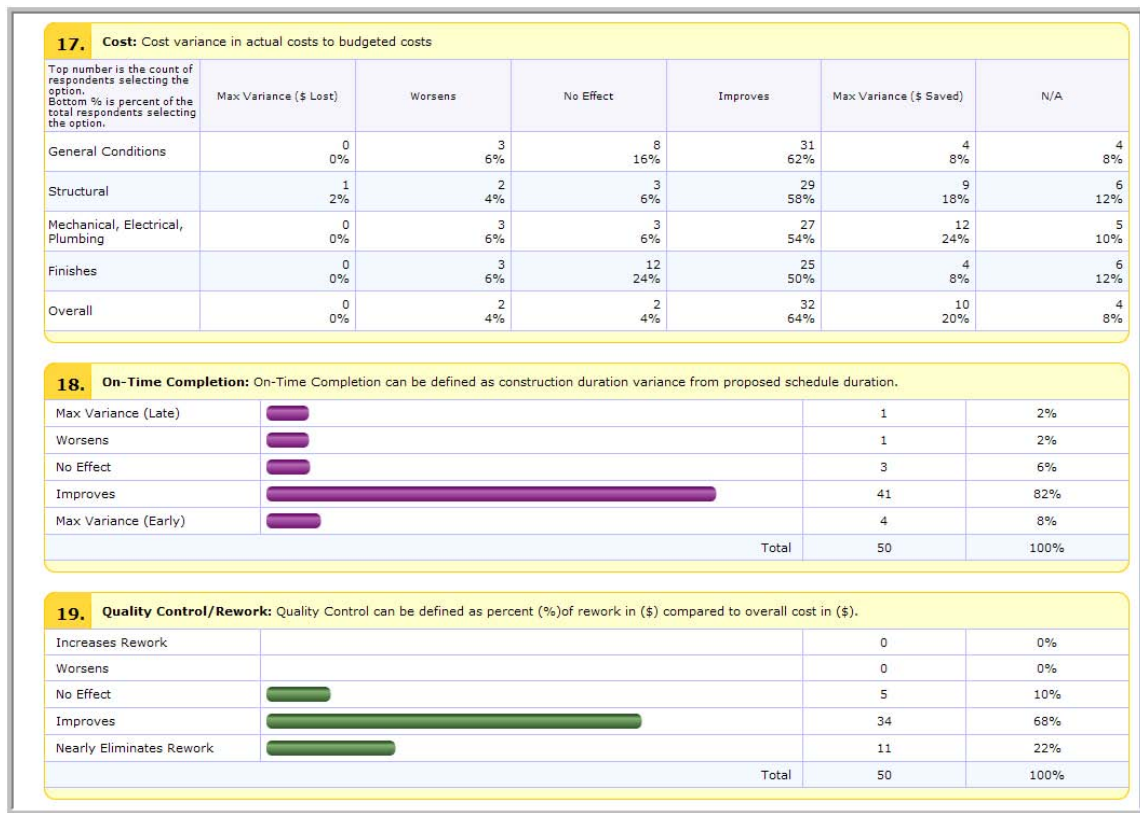 17. Cost: Cost variance in actual costs to budgeted costs
Top number is the count of
respondents selecting the
option.
Bottom % is percent of the
total respondents selecting
the option.
Max Variance ($ Lost) Worsens No Effect Improves Max Variance ($ Saved) N/A
General Conditions
0 3 8 31 4 4
0% 6% 16% 62% 8% 8%
Structural
1 2 3 29 9 6
2% 4% 6% 58% 18% 12%
Mechanical, Electrical,
Plumbing
0 3 3 27 12 5
0% 6% 6% 54% 24% 10%
Finishes
0 3 12 25 4 6
0% 6% 24% 50% 8% 12%
Overall
0 2 2 32 10 4
0% 4% 4% 64% 20% 8%
18. On-Time Completion: On-Time Completion can be defined as construction duration variance from proposed schedule duration.
Max Variance (Late) 1 2%
Worsens 1 2%
No Effect 3 6%
Improves 41 82%
Max Variance (Early) 4 8%
Total 50 100%
19. Quality Control/Rework: Quality Control can be defined as percent (%)of rework in ($) compared to overall cost in ($).
Increases Rework 0 0%
Worsens 0 0%
No Effect 5 10%
Improves 34 68%
Nearly Eliminates Rework 11 22%
Total 50 100%